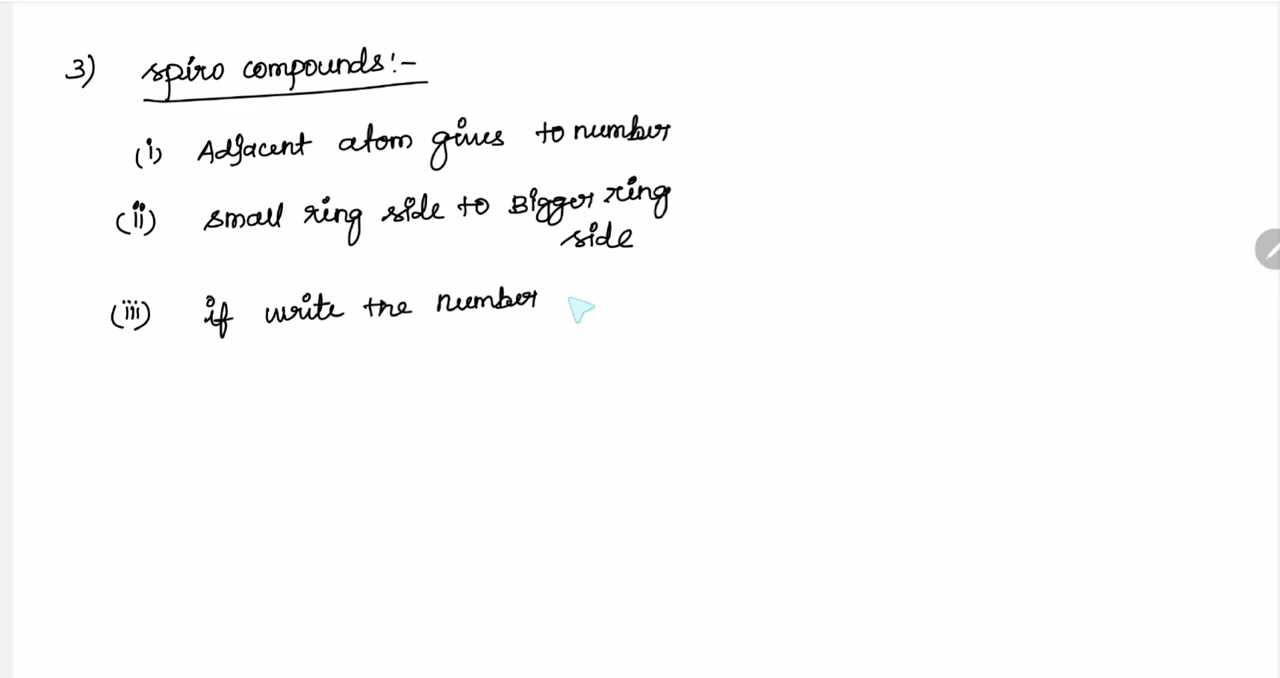 3) spiro compounds:-
(i) Adjacent atom gives to number
(ii) small ring side to Bigger ring
side
(iii) if write the number